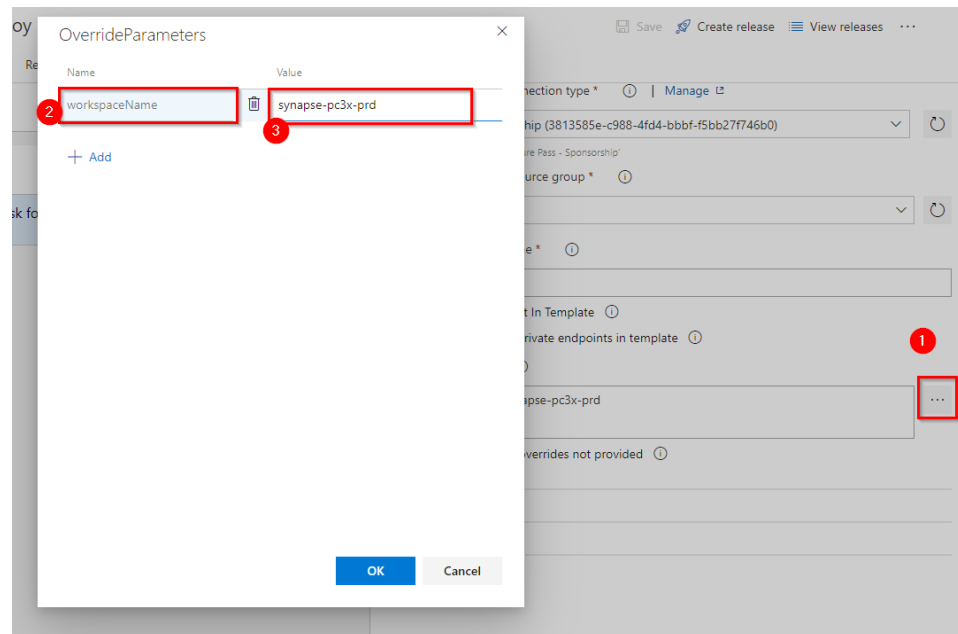 oy
Save
Create release
View releases
Re
OverrideParameters
Name
Value
workspaceName
synapse-pc3x-prd
2
3
Add
OK
Cancel
sk fo
nection type *
| Manage
hip (3813585e-c988-4fd4-bbbf-f5bb27f746b0)
re Pass - Sponsorship'
urce group *
e *
t In Template
rivate endpoints in template
1
apse-pc3x-prd
...
overrides not provided